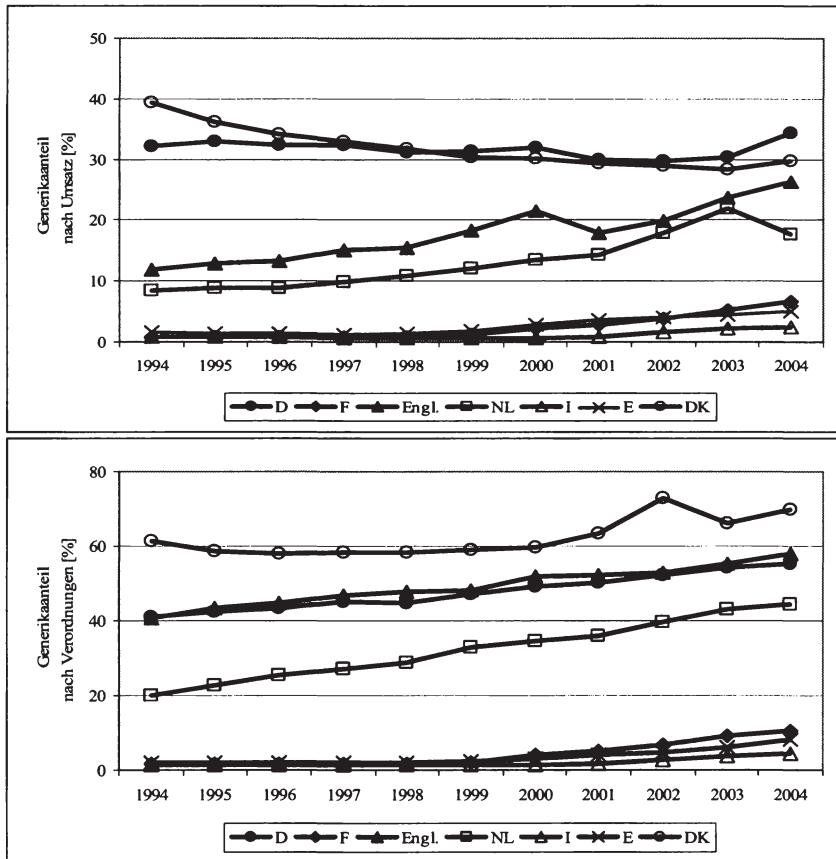 50
40
30
20
10
0
Generikaanteil
nach Umsatz [%]
1994 1995 1996 1997 1998 1999 2000 2001 2002 2003 2004
D F Engl. NL I E DK
80
60
40
20
0
Generikaanteil
nach Verordnungen [%]
1994 1995 1996 1997 1998 1999 2000 2001 2002 2003 2004
D F Engl. NL I E DK